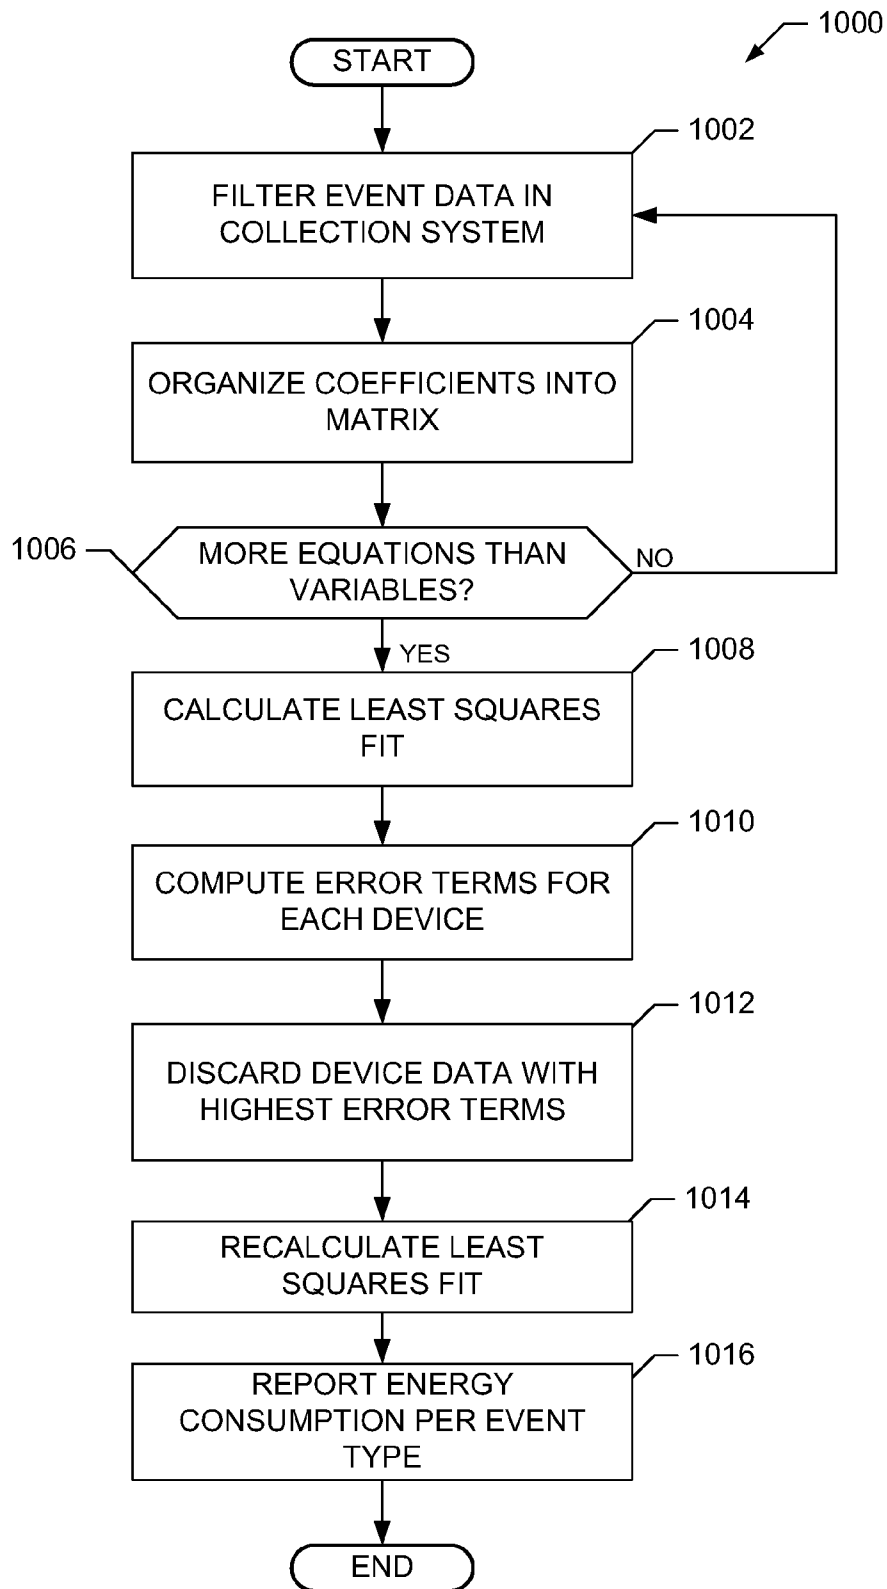 1000
START
1002
FILTER EVENT DATA IN
COLLECTION SYSTEM
1004
ORGANIZE COEFFICIENTS INTO
MATRIX
1006
MORE EQUATIONS THAN
VARIABLES?
NO
YES
1008
CALCULATE LEAST SQUARES
FIT
1010
COMPUTE ERROR TERMS FOR
EACH DEVICE
1012
DISCARD DEVICE DATA WITH
HIGHEST ERROR TERMS
1014
RECALCULATE LEAST
SQUARES FIT
1016
REPORT ENERGY
CONSUMPTION PER EVENT
TYPE
END